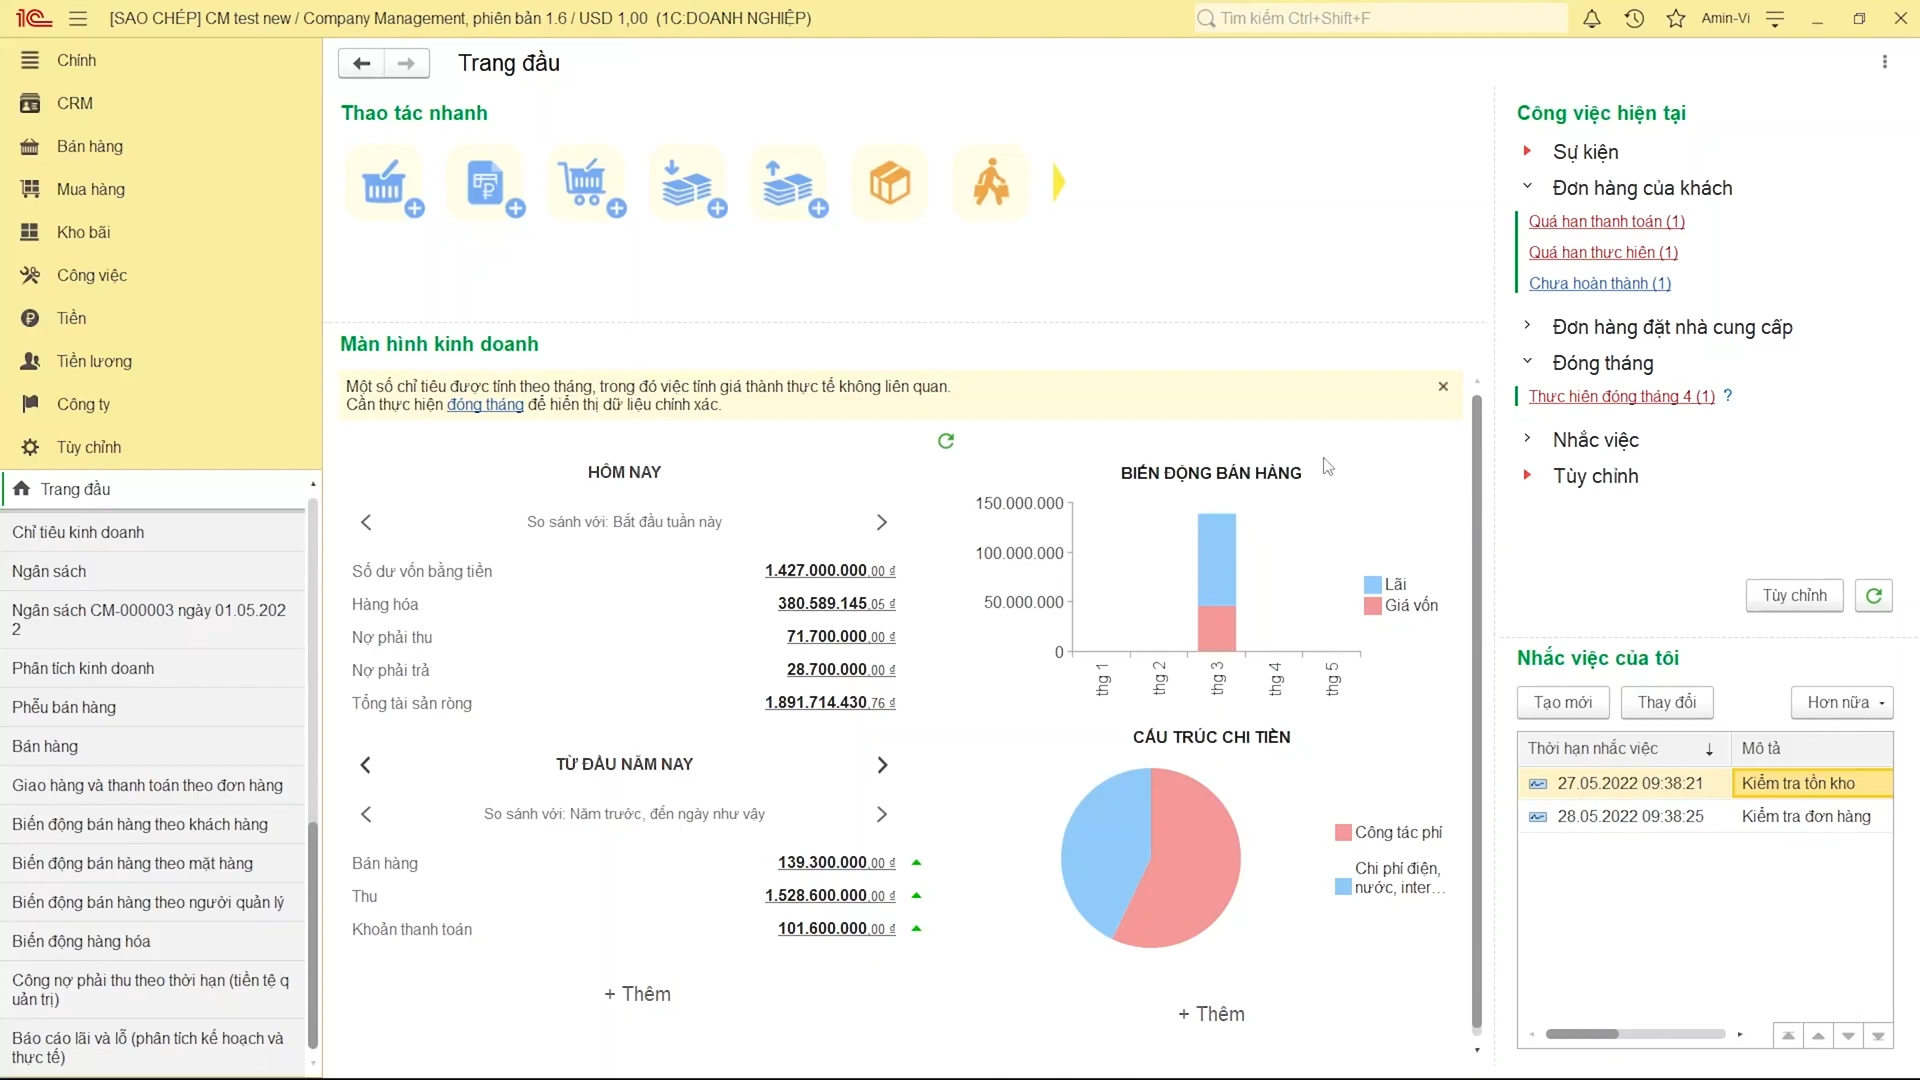 [SAO CHÉP] CM test new / Company Management, phiên bản 1.6 / USD 1,00 (1C:DOANH NGHIỆP)
Tìm kiếm Ctrl+Shift+F
Amin-Vi
Chính
CRM
Bán hàng
Mua hàng
Kho bãi
Công việc
Tiền
Tiền lương
Công ty
Tùy chỉnh
Trang đầu
Chỉ tiêu kinh doanh
Ngân sách
Ngân sách CM-000003 ngày 01.05.202
2
Phân tích kinh doanh
Phễu bán hàng
Bán hàng
Giao hàng và thanh toán theo đơn hàng
Biến động bán hàng theo khách hàng
Biến động bán hàng theo mặt hàng
Biến động bán hàng theo người quản lý
Biến động hàng hóa
Công nợ phải thu theo thời hạn (tiền tệ q
uản trị)
Báo cáo lãi và lỗ (phân tích kế hoạch và
thực tế)
Trang đầu
Thao tác nhanh
Màn hình kinh doanh
Một số chỉ tiêu được tính theo tháng, trong đó việc tính giá thành thực tế không liên quan.
Cần thực hiện đóng tháng để hiển thị dữ liệu chính xác.
HÔM NAY
So sánh với: Bắt đầu tuần này
Số dư vốn bằng tiền 1.427.000.000,00 ₫
Hàng hóa 380.589.145,05 ₫
Nợ phải thu 71.700.000,00 ₫
Nợ phải trả 28.700.000,00 ₫
Tổng tài sản ròng 1.891.714.430,76 ₫
TỪ ĐẦU NĂM NAY
So sánh với: Năm trước, đến ngày như vậy
Bán hàng 139.300.000,00 ₫
Thu 1.528.600.000,00 ₫
Khoản thanh toán 101.600.000,00 ₫
+ Thêm
BIẾN ĐỘNG BÁN HÀNG
150.000.000
100.000.000
50.000.000
0
thg 1
thg 2
thg 3
thg 4
thg 5
Lãi
Giá vốn
CẤU TRÚC CHI TIỀN
Công tác phí
Chi phí điện,
nước, inter...
+ Thêm
Công việc hiện tại
Sự kiện
Đơn hàng của khách
Quá hạn thanh toán (1)
Quá hạn thực hiện (1)
Chưa hoàn thành (1)
Đơn hàng đặt nhà cung cấp
Đóng tháng
Thực hiện đóng tháng 4 (1) ?
Nhắc việc
Tùy chỉnh
Tùy chỉnh
Nhắc việc của tôi
Tạo mới Thay đổi Hơn nữa
Thời hạn nhắc việc ↓ Mô tả
27.05.2022 09:38:21 Kiểm tra tồn kho
28.05.2022 09:38:25 Kiểm tra đơn hàng